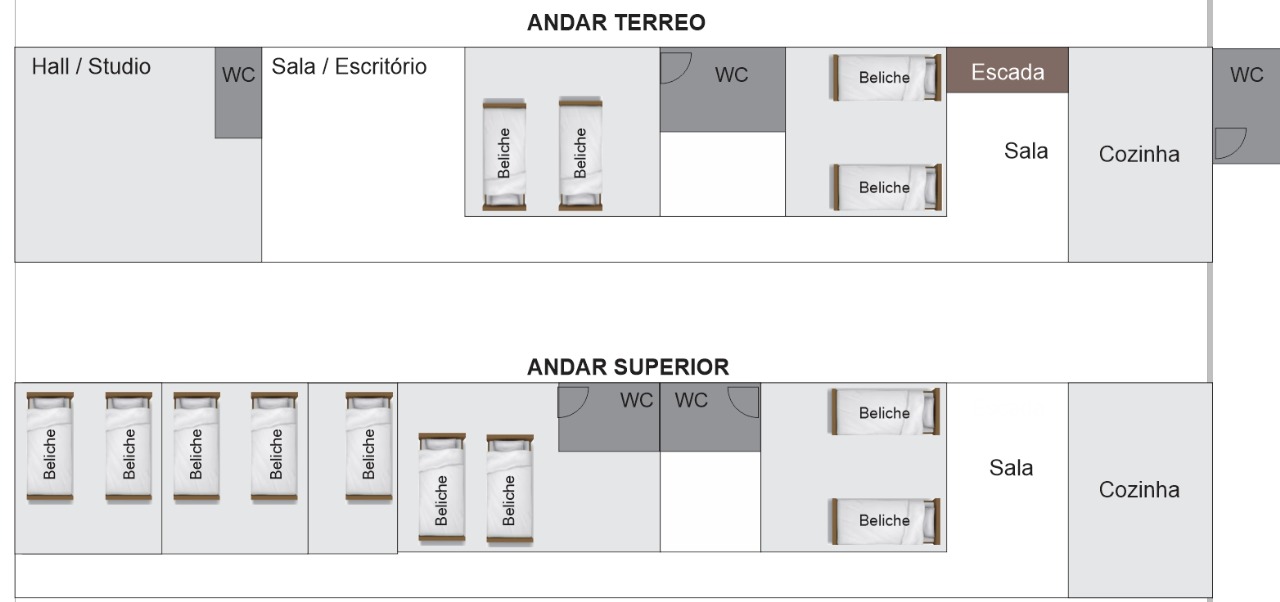 ANDAR TERREO
Hall / Studio
WC
Sala / Escritório
Beliche
Beliche
WC
Beliche
Beliche
Escada
Sala
Cozinha
WC
ANDAR SUPERIOR
Beliche
Beliche
Beliche
Beliche
Beliche
Beliche
Beliche
WC
WC
Beliche
Beliche
Sala
Cozinha